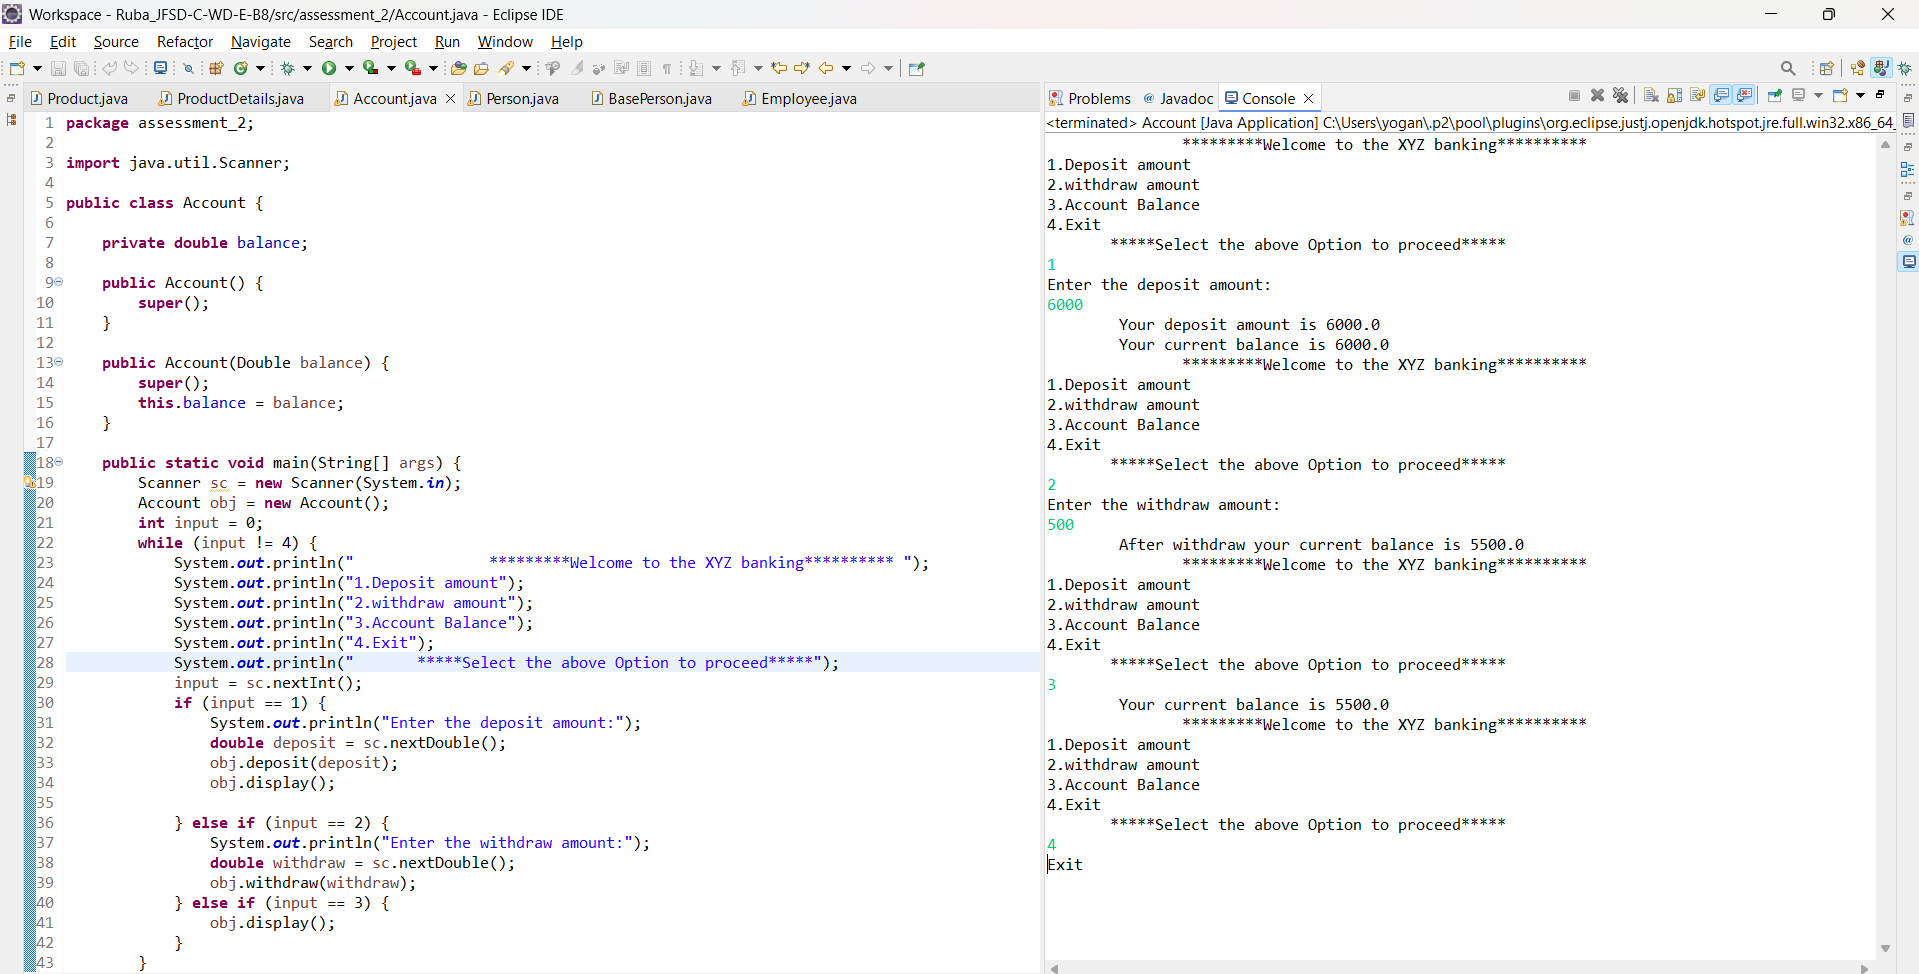 Workspace - Ruba_JFSD-C-WD-E-B8/src/assessment_2/Account.java - Eclipse IDE
File Edit Source Refactor Navigate Search Project Run Window Help
Product.java ProductDetails.java Account.java Person.java BasePerson.java Employee.java
1 package assessment_2;
2
3 import java.util.Scanner;
4
5 public class Account {
6
7     private double balance;
8
9     public Account() {
10         super();
11     }
12
13     public Account(Double balance) {
14         super();
15         this.balance = balance;
16     }
17
18     public static void main(String[] args) {
19         Scanner sc = new Scanner(System.in);
20         Account obj = new Account();
21         int input = 0;
22         while (input != 4) {
23             System.out.println("               *********Welcome to the XYZ banking********** ");
24             System.out.println("1.Deposit amount");
25             System.out.println("2.withdraw amount");
26             System.out.println("3.Account Balance");
27             System.out.println("4.Exit");
28             System.out.println("       *****Select the above Option to proceed*****");
29             input = sc.nextInt();
30             if (input == 1) {
31                 System.out.println("Enter the deposit amount:");
32                 double deposit = sc.nextDouble();
33                 obj.deposit(deposit);
34                 obj.display();
35
36             } else if (input == 2) {
37                 System.out.println("Enter the withdraw amount:");
38                 double withdraw = sc.nextDouble();
39                 obj.withdraw(withdraw);
40             } else if (input == 3) {
41                 obj.display();
42             }
43         }
Problems @ Javadoc Console
<terminated> Account [Java Application] C:\Users\yogan\.p2\pool\plugins\org.eclipse.justj.openjdk.hotspot.jre.full.win32.x86_64_
*********Welcome to the XYZ banking**********
1.Deposit amount
2.withdraw amount
3.Account Balance
4.Exit
*****Select the above Option to proceed*****
1
Enter the deposit amount:
6000
Your deposit amount is 6000.0
Your current balance is 6000.0
*********Welcome to the XYZ banking**********
1.Deposit amount
2.withdraw amount
3.Account Balance
4.Exit
*****Select the above Option to proceed*****
2
Enter the withdraw amount:
500
After withdraw your current balance is 5500.0
*********Welcome to the XYZ banking**********
1.Deposit amount
2.withdraw amount
3.Account Balance
4.Exit
*****Select the above Option to proceed*****
3
Your current balance is 5500.0
*********Welcome to the XYZ banking**********
1.Deposit amount
2.withdraw amount
3.Account Balance
4.Exit
*****Select the above Option to proceed*****
4
Exit